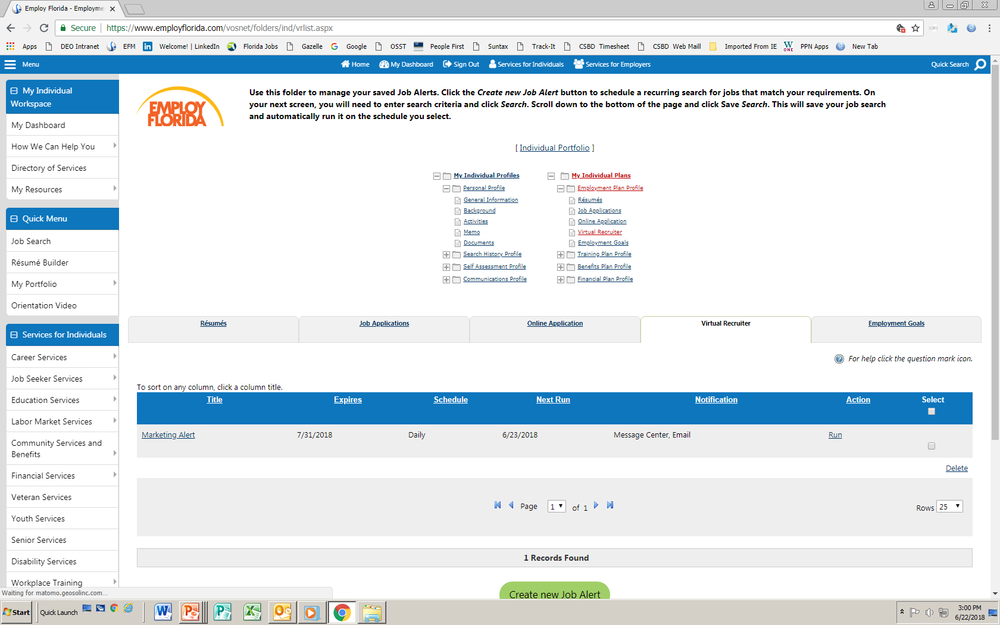 Employ Florida - Employme
Secure https://www.employflorida.com/vosnet/folders/ind/vrlist.aspx
Apps DEO Intranet EFM Welcome! | LinkedIn Florida Jobs Gazelle Google OSST People First Suntax Track-It CSBD Timesheet CSBD Web Maill Imported From IE PPN Apps New Tab
Menu Home My Dashboard Sign Out Services for Individuals Services for Employers Quick Search
My Individual
Workspace
My Dashboard
How We Can Help You
Directory of Services
My Resources
Quick Menu
Job Search
Résumé Builder
My Portfolio
Orientation Video
Services for Individuals
Career Services
Job Seeker Services
Education Services
Labor Market Services
Community Services and
Benefits
Financial Services
Veteran Services
Youth Services
Senior Services
Disability Services
Workplace Training
Waiting for matomo.geosolinc.com...
EMPLOY
FLORIDA
Use this folder to manage your saved Job Alerts. Click the Create new Job Alert button to schedule a recurring search for jobs that match your requirements. On
your next screen, you will need to enter search criteria and click Search. Scroll down to the bottom of the page and click Save Search. This will save your job search
and automatically run it on the schedule you select.
[ Individual Portfolio ]
My Individual Profiles
Personal Profile
General Information
Background
Activities
Memo
Documents
Search History Profile
Self Assessment Profile
Communications Profile
My Individual Plans
Employment Plan Profile
Résumés
Job Applications
Online Application
Virtual Recruiter
Employment Goals
Training Plan Profile
Benefits Plan Profile
Financial Plan Profile
Résumés Job Applications Online Application Virtual Recruiter Employment Goals
For help click the question mark icon.
To sort on any column, click a column title.
Title Expires Schedule Next Run Notification Action Select
Marketing Alert 7/31/2018 Daily 6/23/2018 Message Center, Email Run
Delete
Page 1 of 1 Rows 25
1 Records Found
Create new Job Alert
Start Quick Launch 3:00 PM
6/22/2018